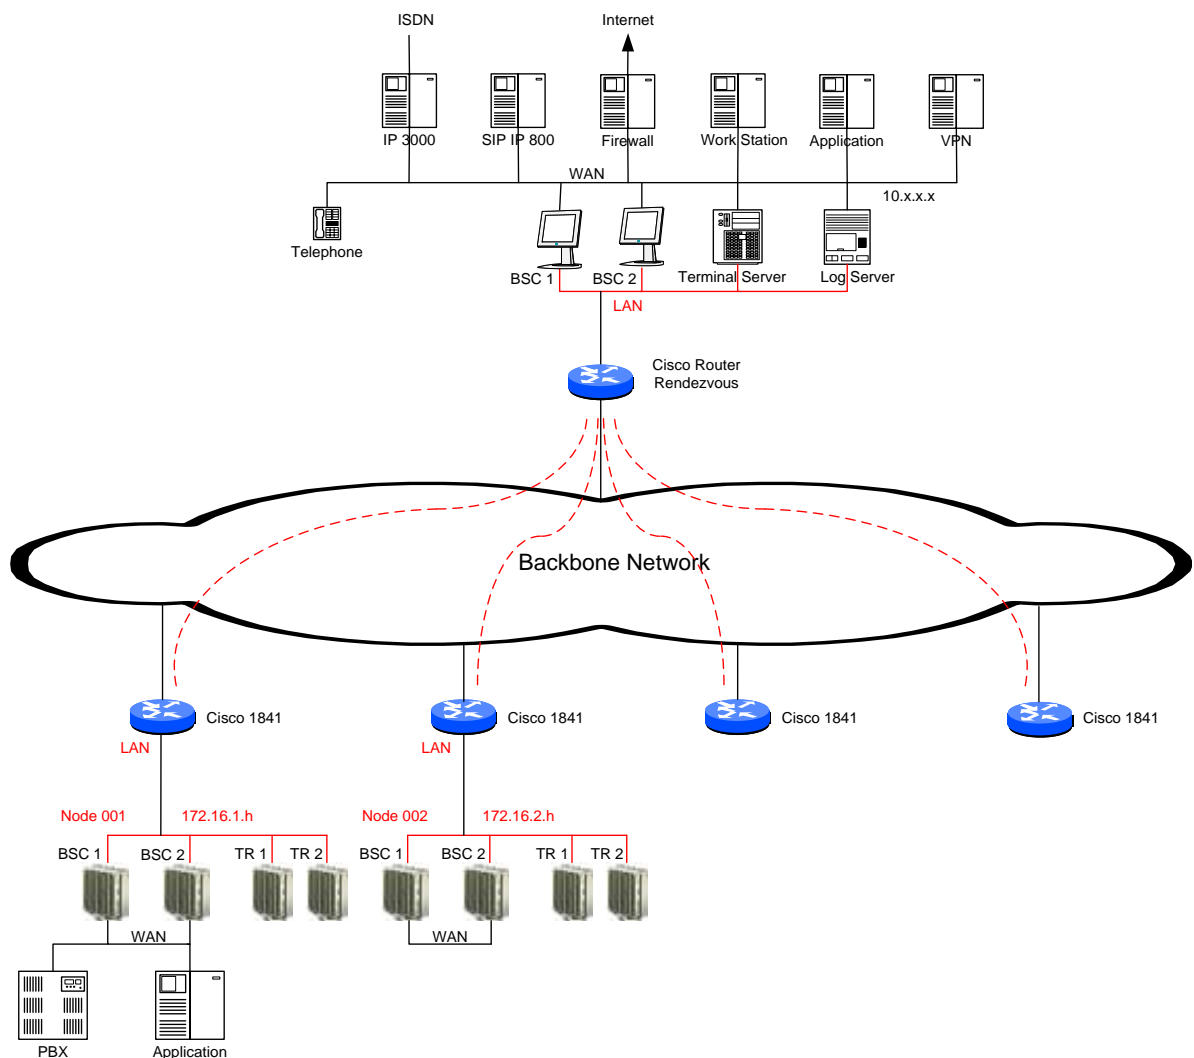 ISDN
Internet
IP 3000
SIP IP 800
Firewall
Work Station
Application
VPN
WAN
10.x.x.x
Telephone
BSC 1
BSC 2
Terminal Server
Log Server
LAN
Cisco Router
Rendezvous
Backbone Network
Cisco 1841
Cisco 1841
Cisco 1841
Cisco 1841
LAN
LAN
Node 001
172.16.1.h
Node 002
172.16.2.h
BSC 1
BSC 2
TR 1
TR 2
BSC 1
BSC 2
TR 1
TR 2
WAN
WAN
PBX
Application